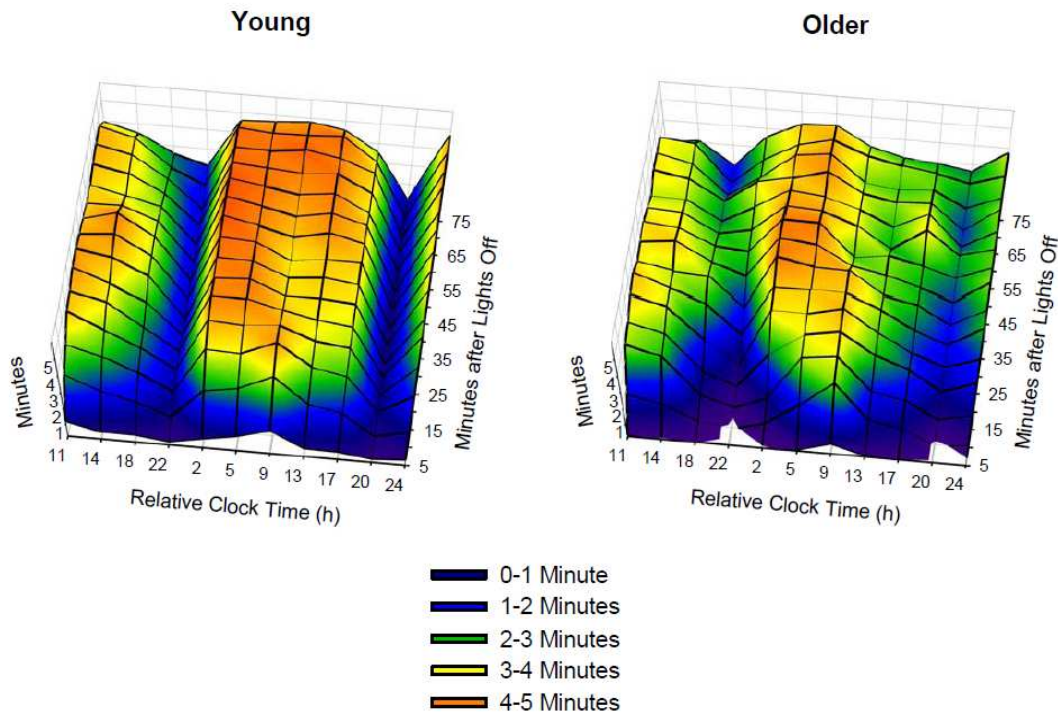 Young
Older
Minutes
5
4
3
2
1
11 14 18 22 2 5 9 13 17 20 24
Relative Clock Time (h)
75
65
55
45
35
25
15
5
Minutes after Lights Off
Minutes
5
4
3
2
1
11 14 18 22 2 5 9 13 17 20 24
Relative Clock Time (h)
75
65
55
45
35
25
15
5
Minutes after Lights Off
0-1 Minute
1-2 Minutes
2-3 Minutes
3-4 Minutes
4-5 Minutes